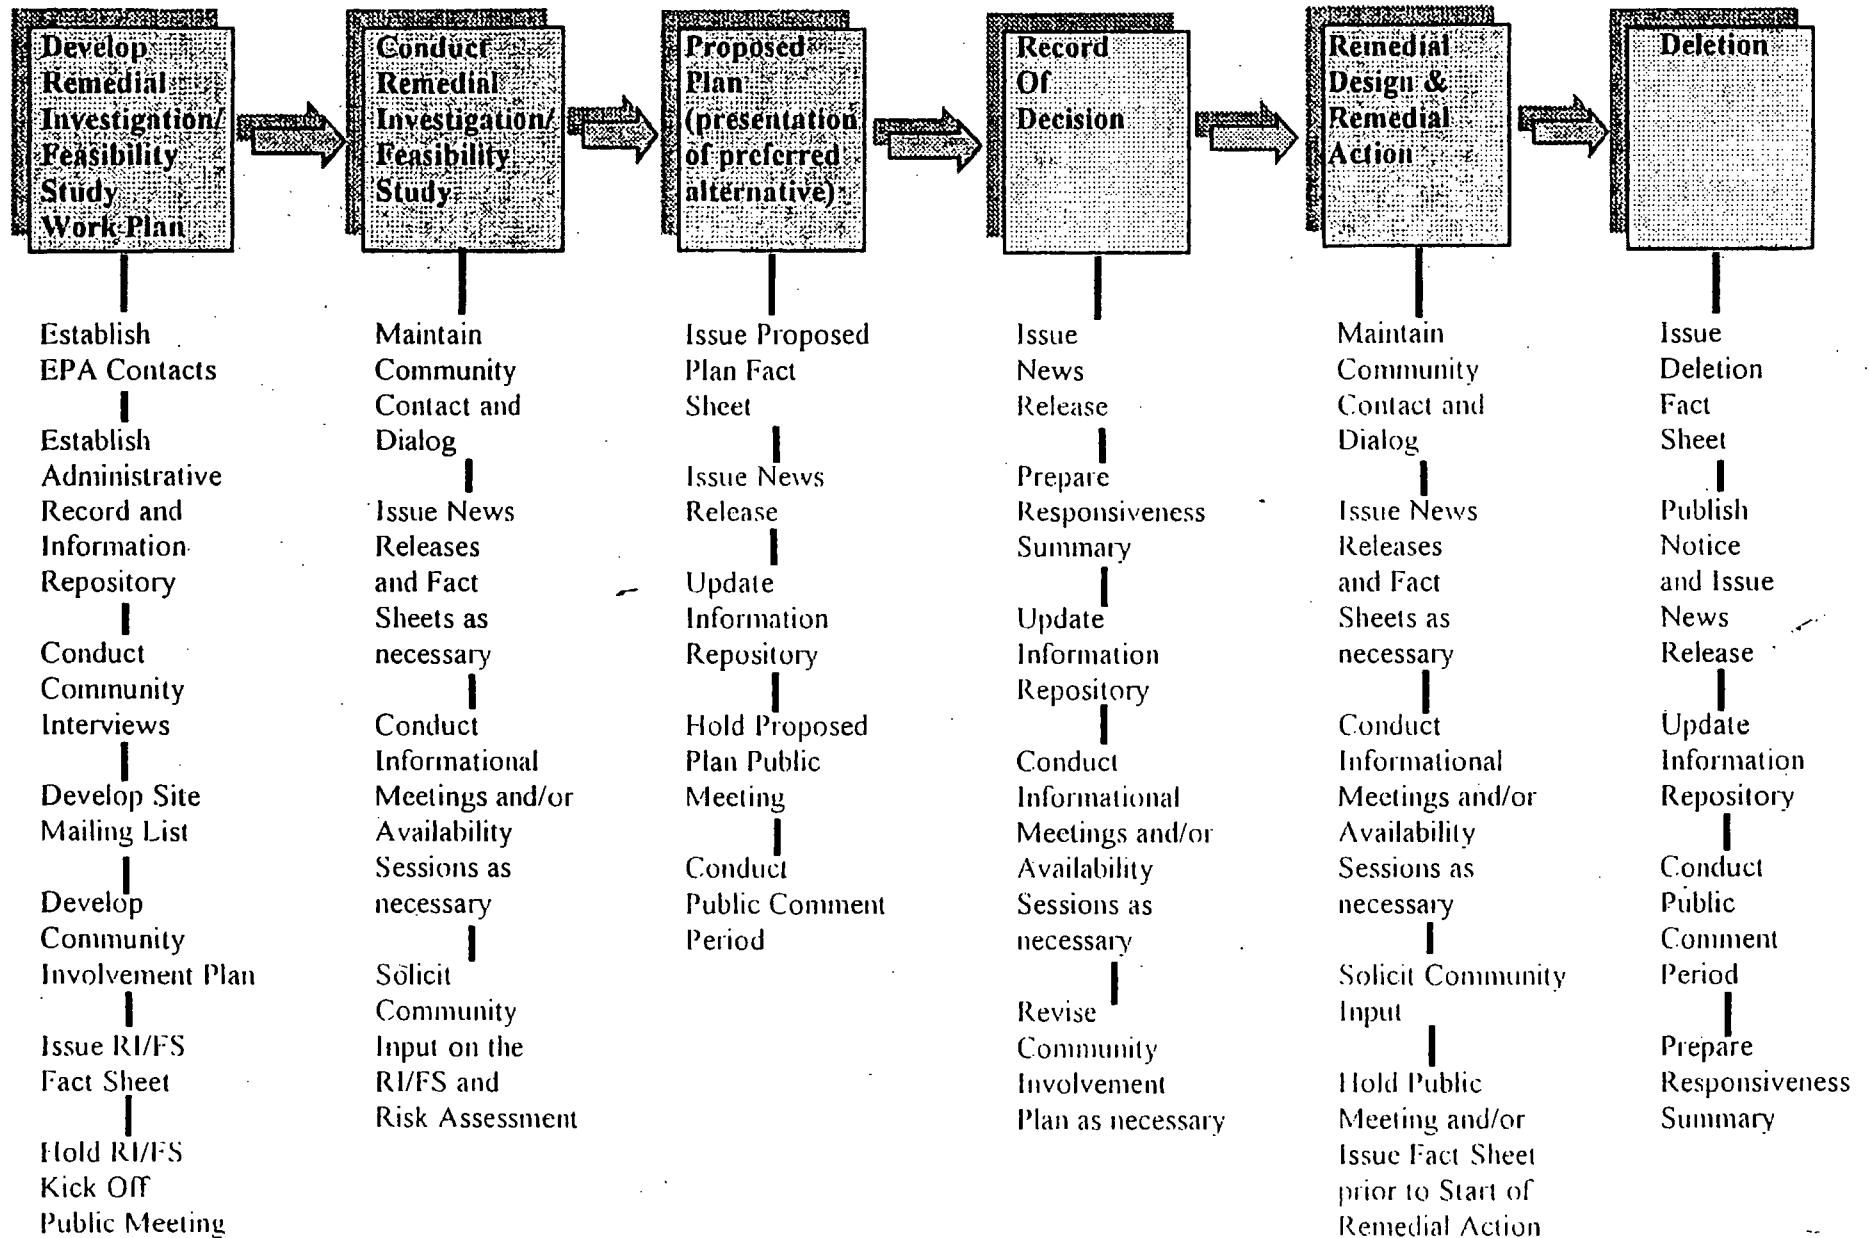 Develop
Remedial
Investigation/
Feasibility
Study
Work Plan
Establish
EPA Contacts
Establish
Administrative
Record and
Information
Repository
Conduct
Community
Interviews
Develop Site
Mailing List
Develop
Community
Involvement Plan
Issue RI/FS
Fact Sheet
Hold RI/FS
Kick Off
Public Meeting
Conduct
Remedial
Investigation/
Feasibility
Study
Maintain
Community
Contact and
Dialog
Issue News
Releases
and Fact
Sheets as
necessary
Conduct
Informational
Meetings and/or
Availability
Sessions as
necessary
Solicit
Community
Input on the
RI/FS and
Risk Assessment
Proposed
Plan
(presentation
of preferred
alternative)
Issue Proposed
Plan Fact
Sheet
Issue News
Release
Update
Information
Repository
Hold Proposed
Plan Public
Meeting
Conduct
Public Comment
Period
Record
Of
Decision
Issue
News
Release
Prepare
Responsiveness
Summary
Update
Information
Repository
Conduct
Informational
Meetings and/or
Availability
Sessions as
necessary
Revise
Community
Involvement
Plan as necessary
Remedial
Design &
Remedial
Action
Maintain
Community
Contact and
Dialog
Issue News
Releases
and Fact
Sheets as
necessary
Conduct
Informational
Meetings and/or
Availability
Sessions as
necessary
Solicit Community
Input
Hold Public
Meeting and/or
Issue Fact Sheet
prior to Start of
Remedial Action
Deletion
Issue
Deletion
Fact
Sheet
Publish
Notice
and Issue
News
Release
Update
Information
Repository
Conduct
Public
Comment
Period
Prepare
Responsiveness
Summary